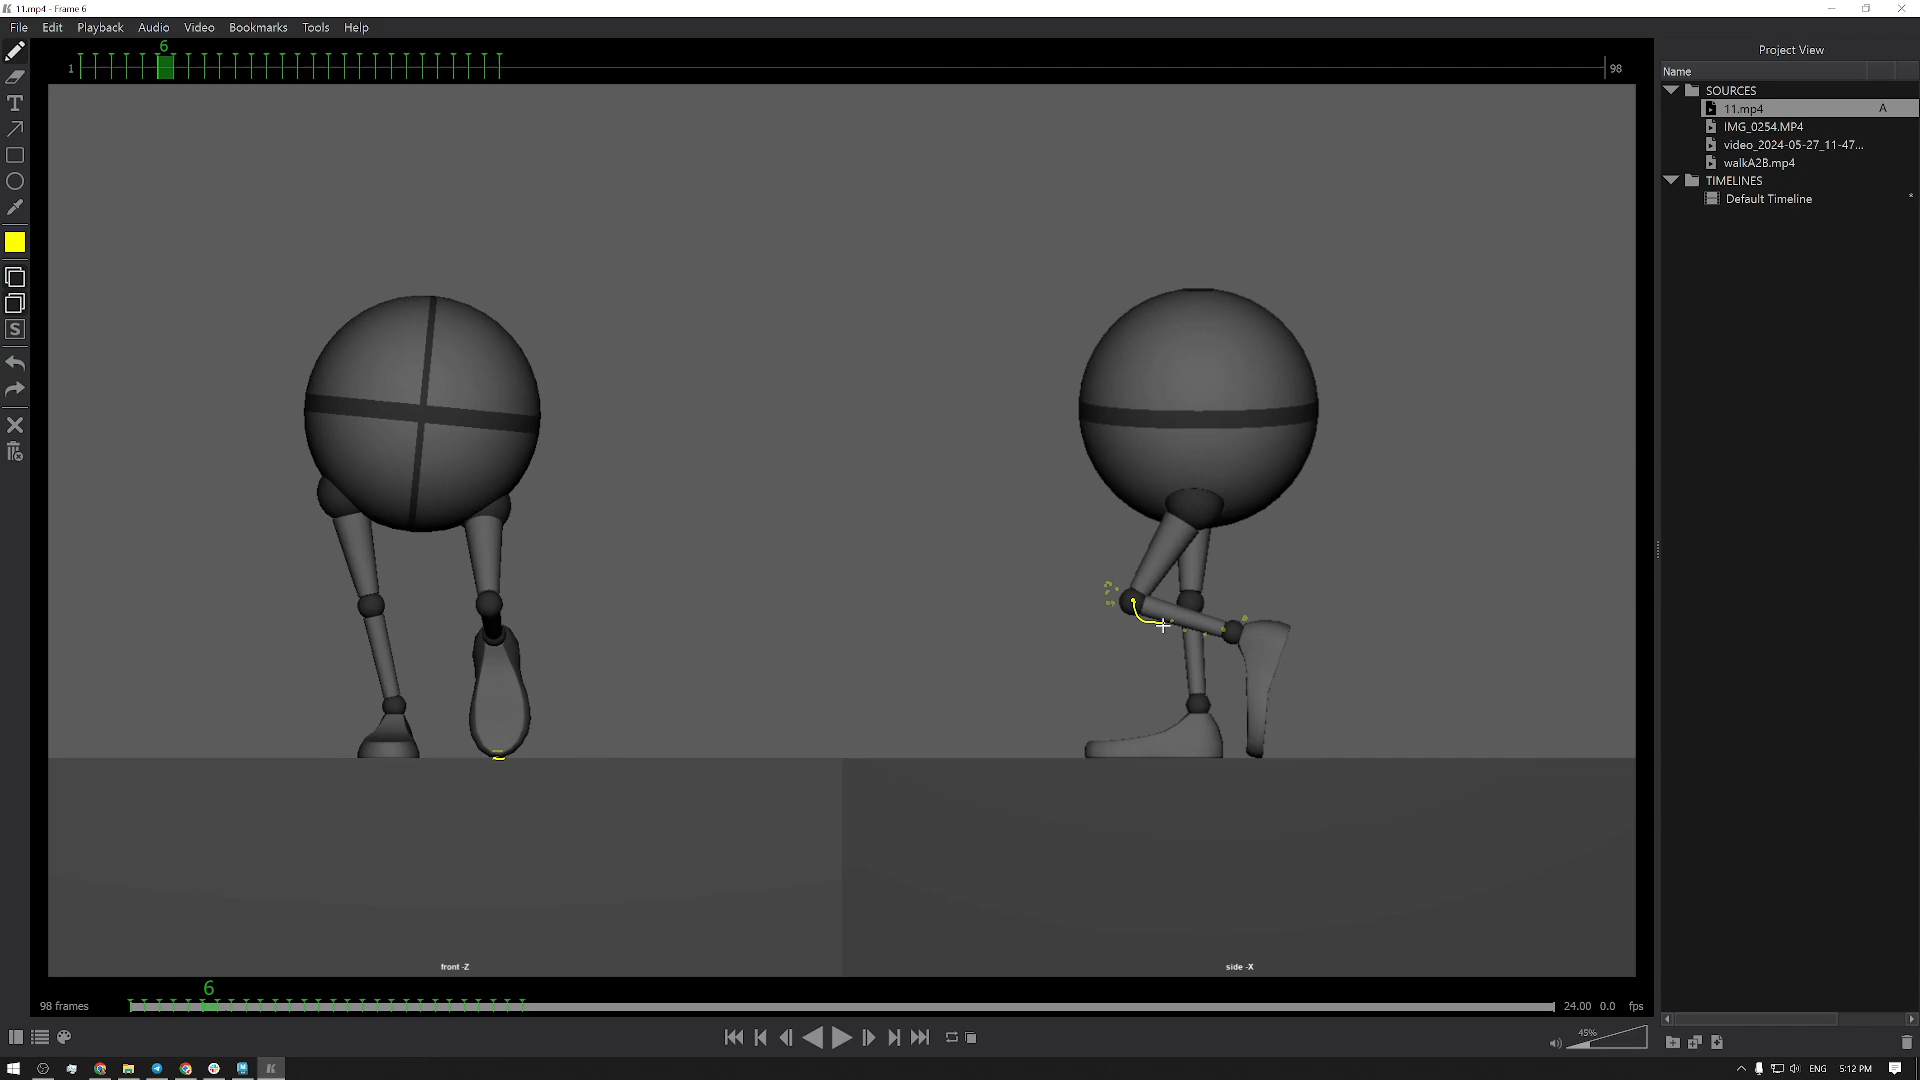 11.mp4 - Frame 6
File Edit Playback Audio Video Bookmarks Tools Help
6
1
98
Project View
Name
SOURCES
11.mp4 A
IMG_0254.MP4
video_2024-05-27_11-47...
walkA2B.mp4
TIMELINES
Default Timeline *
T
S
front -Z
side -X
6
98 frames
24.00 0.0 fps
45%
ENG 5:12 PM